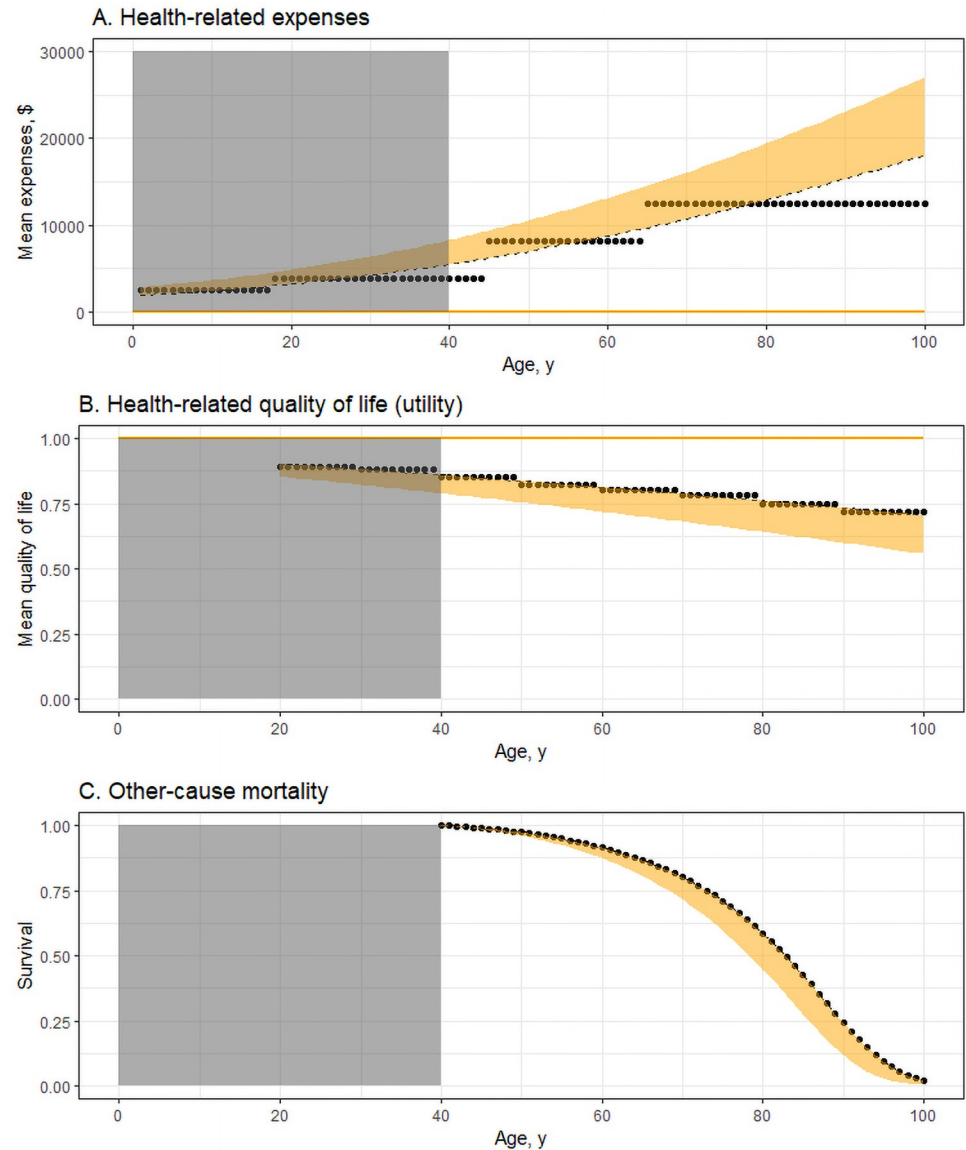 A. Health-related expenses
Mean expenses, $
30000
20000
10000
0
0 20 40 60 80 100
Age, y
B. Health-related quality of life (utility)
Mean quality of life
1.00
0.75
0.50
0.25
0.00
0 20 40 60 80 100
Age, y
C. Other-cause mortality
Survival
1.00
0.75
0.50
0.25
0.00
0 20 40 60 80 100
Age, y